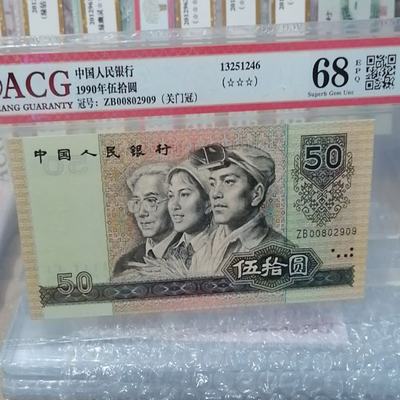 ACG
中国人民银行
1990年伍拾圆
冠号：ZB00802909（关门冠）
13251246
(☆☆☆)
68
EPQ
Superb Gem Unc
ANG GUARANTY
中国人民银行
50
ZB00802909
50
伍拾圆